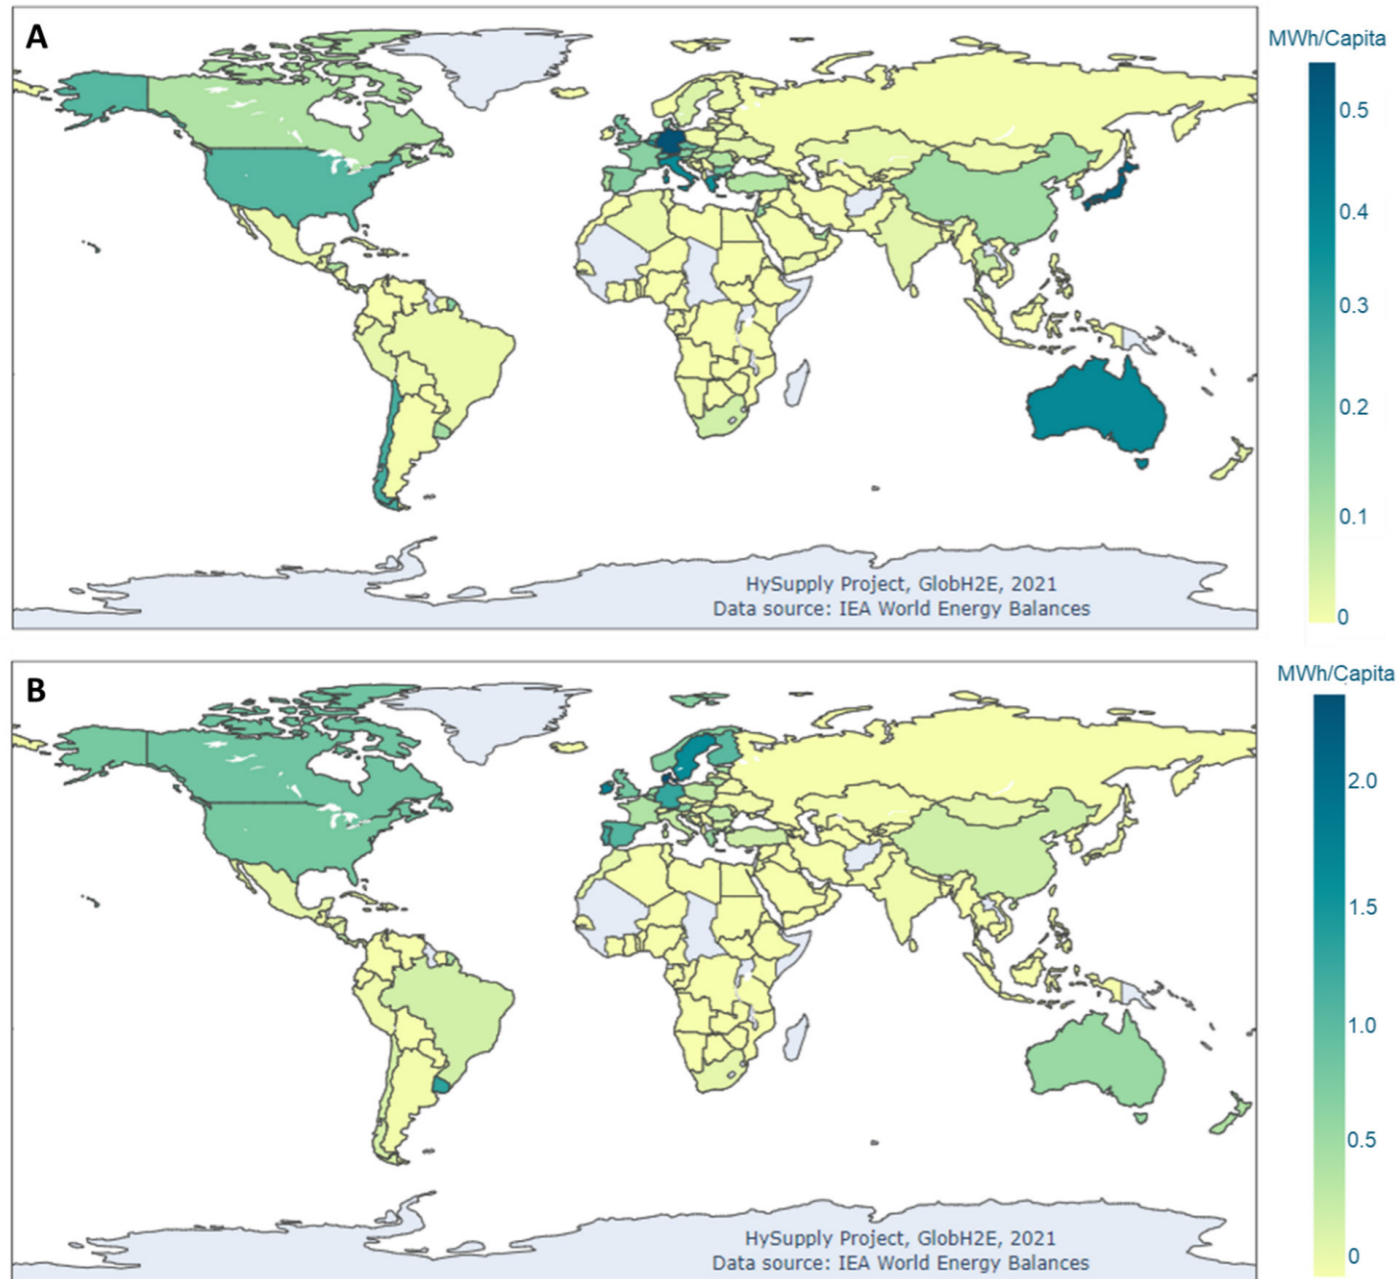 A
MWh/Capita
0.5
0.4
0.3
0.2
0.1
0
HySupply Project, GlobH2E, 2021
Data source: IEA World Energy Balances
B
MWh/Capita
2.0
1.5
1.0
0.5
0
HySupply Project, GlobH2E, 2021
Data source: IEA World Energy Balances